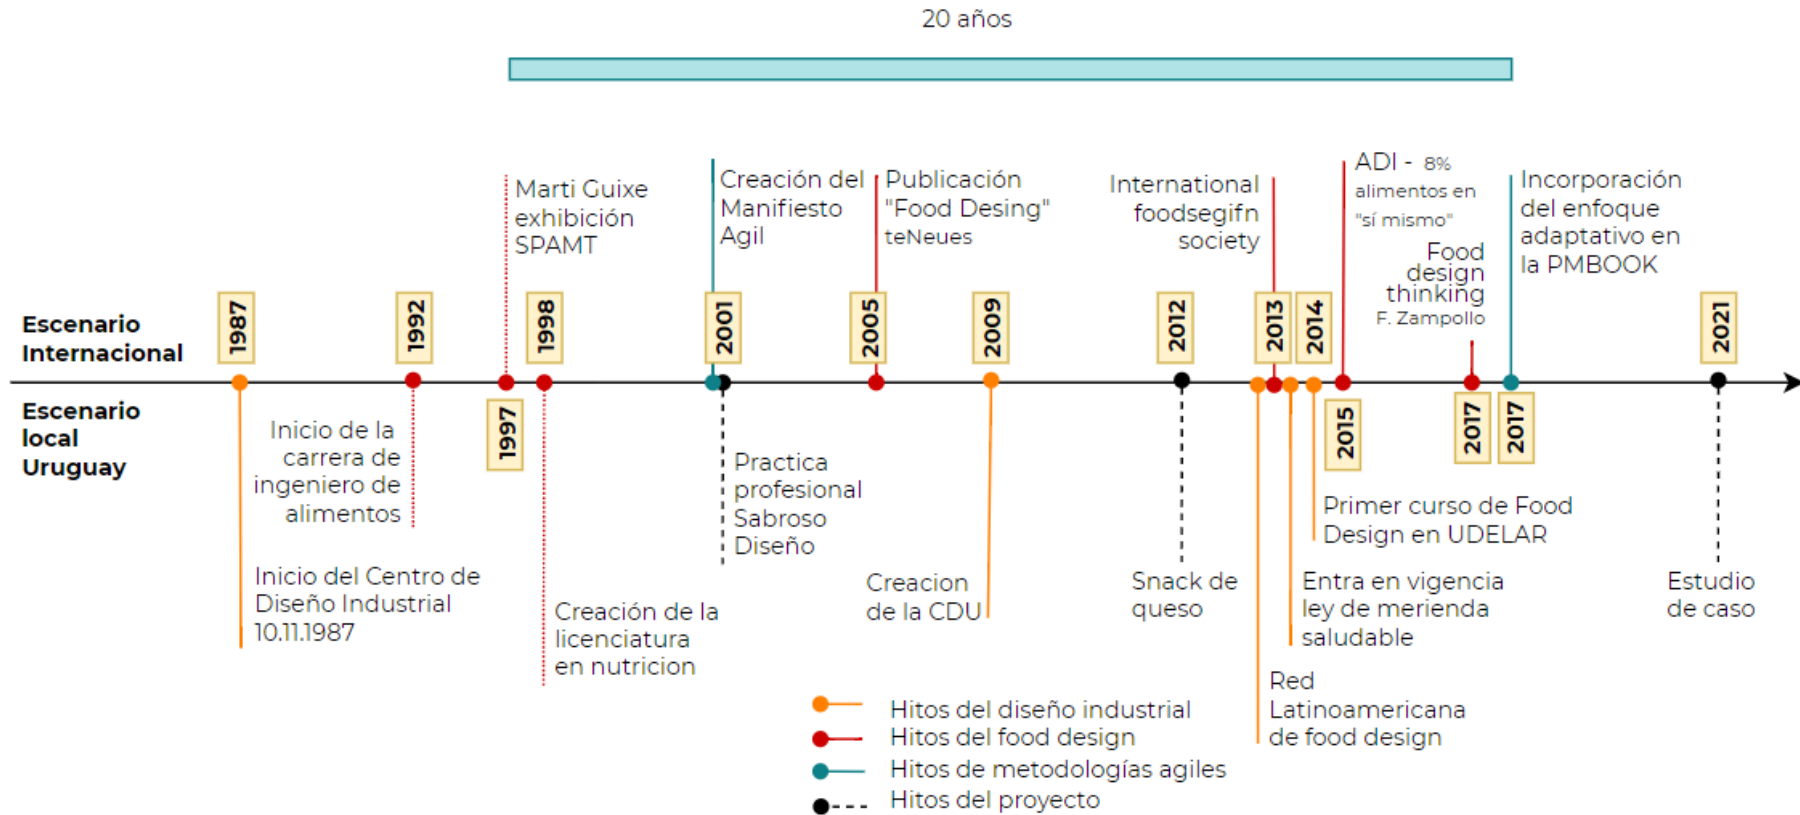 20 años
Marti Guixe
exhibición
SPAMT
Creación del
Manifiesto
Agil
Publicación
"Food Desing"
teNeues
International
foodsegifn
society
ADI - 8%
alimentos en
"sí mismo"
Food
design
thinking
F. Zampollo
Incorporación
del enfoque
adaptativo en
la PMBOOK
Escenario
Internacional
1987
1992
1998
2001
2005
2009
2012
2013
2014
2021
Escenario
local
Uruguay
1997
2015
2017
2017
Inicio de la
carrera de
ingeniero de
alimentos
Inicio del Centro de
Diseño Industrial
10.11.1987
Creación de la
licenciatura
en nutricion
Practica
profesional
Sabroso
Diseño
Creacion
de la CDU
Snack de
queso
Primer curso de Food
Design en UDELAR
Entra en vigencia
ley de merienda
saludable
Red
Latinoamericana
de food design
Estudio
de caso
Hitos del diseño industrial
Hitos del food design
Hitos de metodologías agiles
Hitos del proyecto